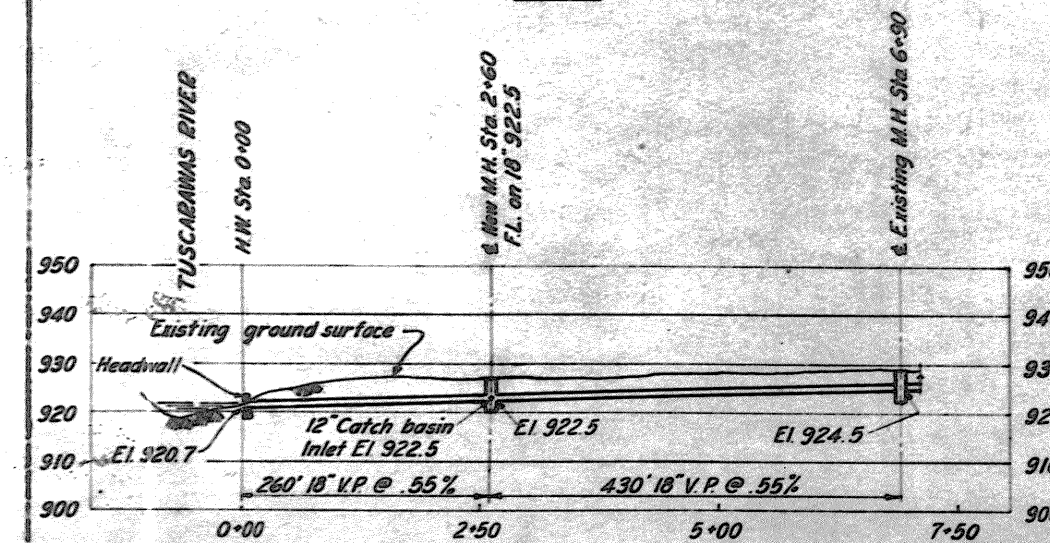 TUSCARAWAS RIVER
H.W. Sta. 0+00
℄ New M.H. Sta. 2+60
F.L. on 18" 922.5
℄ Existing M.H. Sta 6+90
950
940
930
920
910
900
Existing ground surface
Headwall
El. 920.7
12" Catch basin
Inlet El 922.5
El 922.5
El. 924.5
260' 18" V.P. @ .55%
430' 18" V.P. @ .55%
0+00
2+50
5+00
7+50